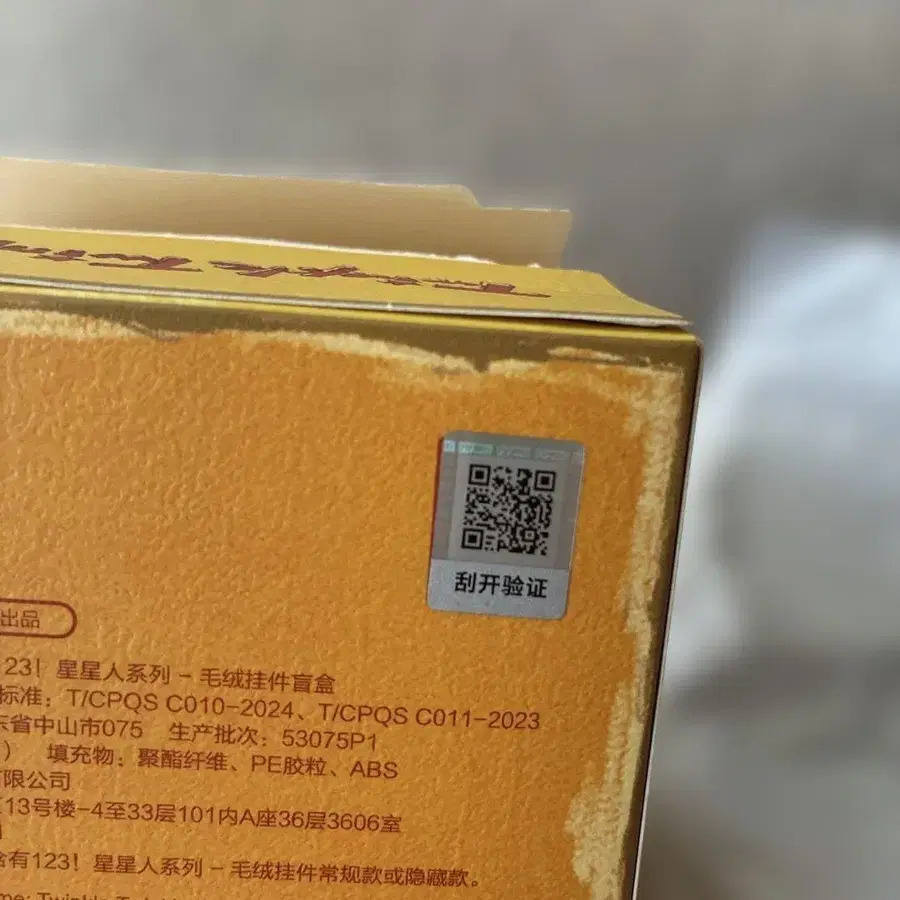 刮开验证
出品
123！星星人系列 - 毛绒挂件盲盒
标准：T/CPQS C010-2024、T/CPQS C011-2023
省中山市075 生产批次：53075P1
） 填充物：聚酯纤维、PE胶粒、ABS
有限公司
13号楼-4至33层101内A座36层3606室
含有123！星星人系列 - 毛绒挂件常规款或隐藏款。